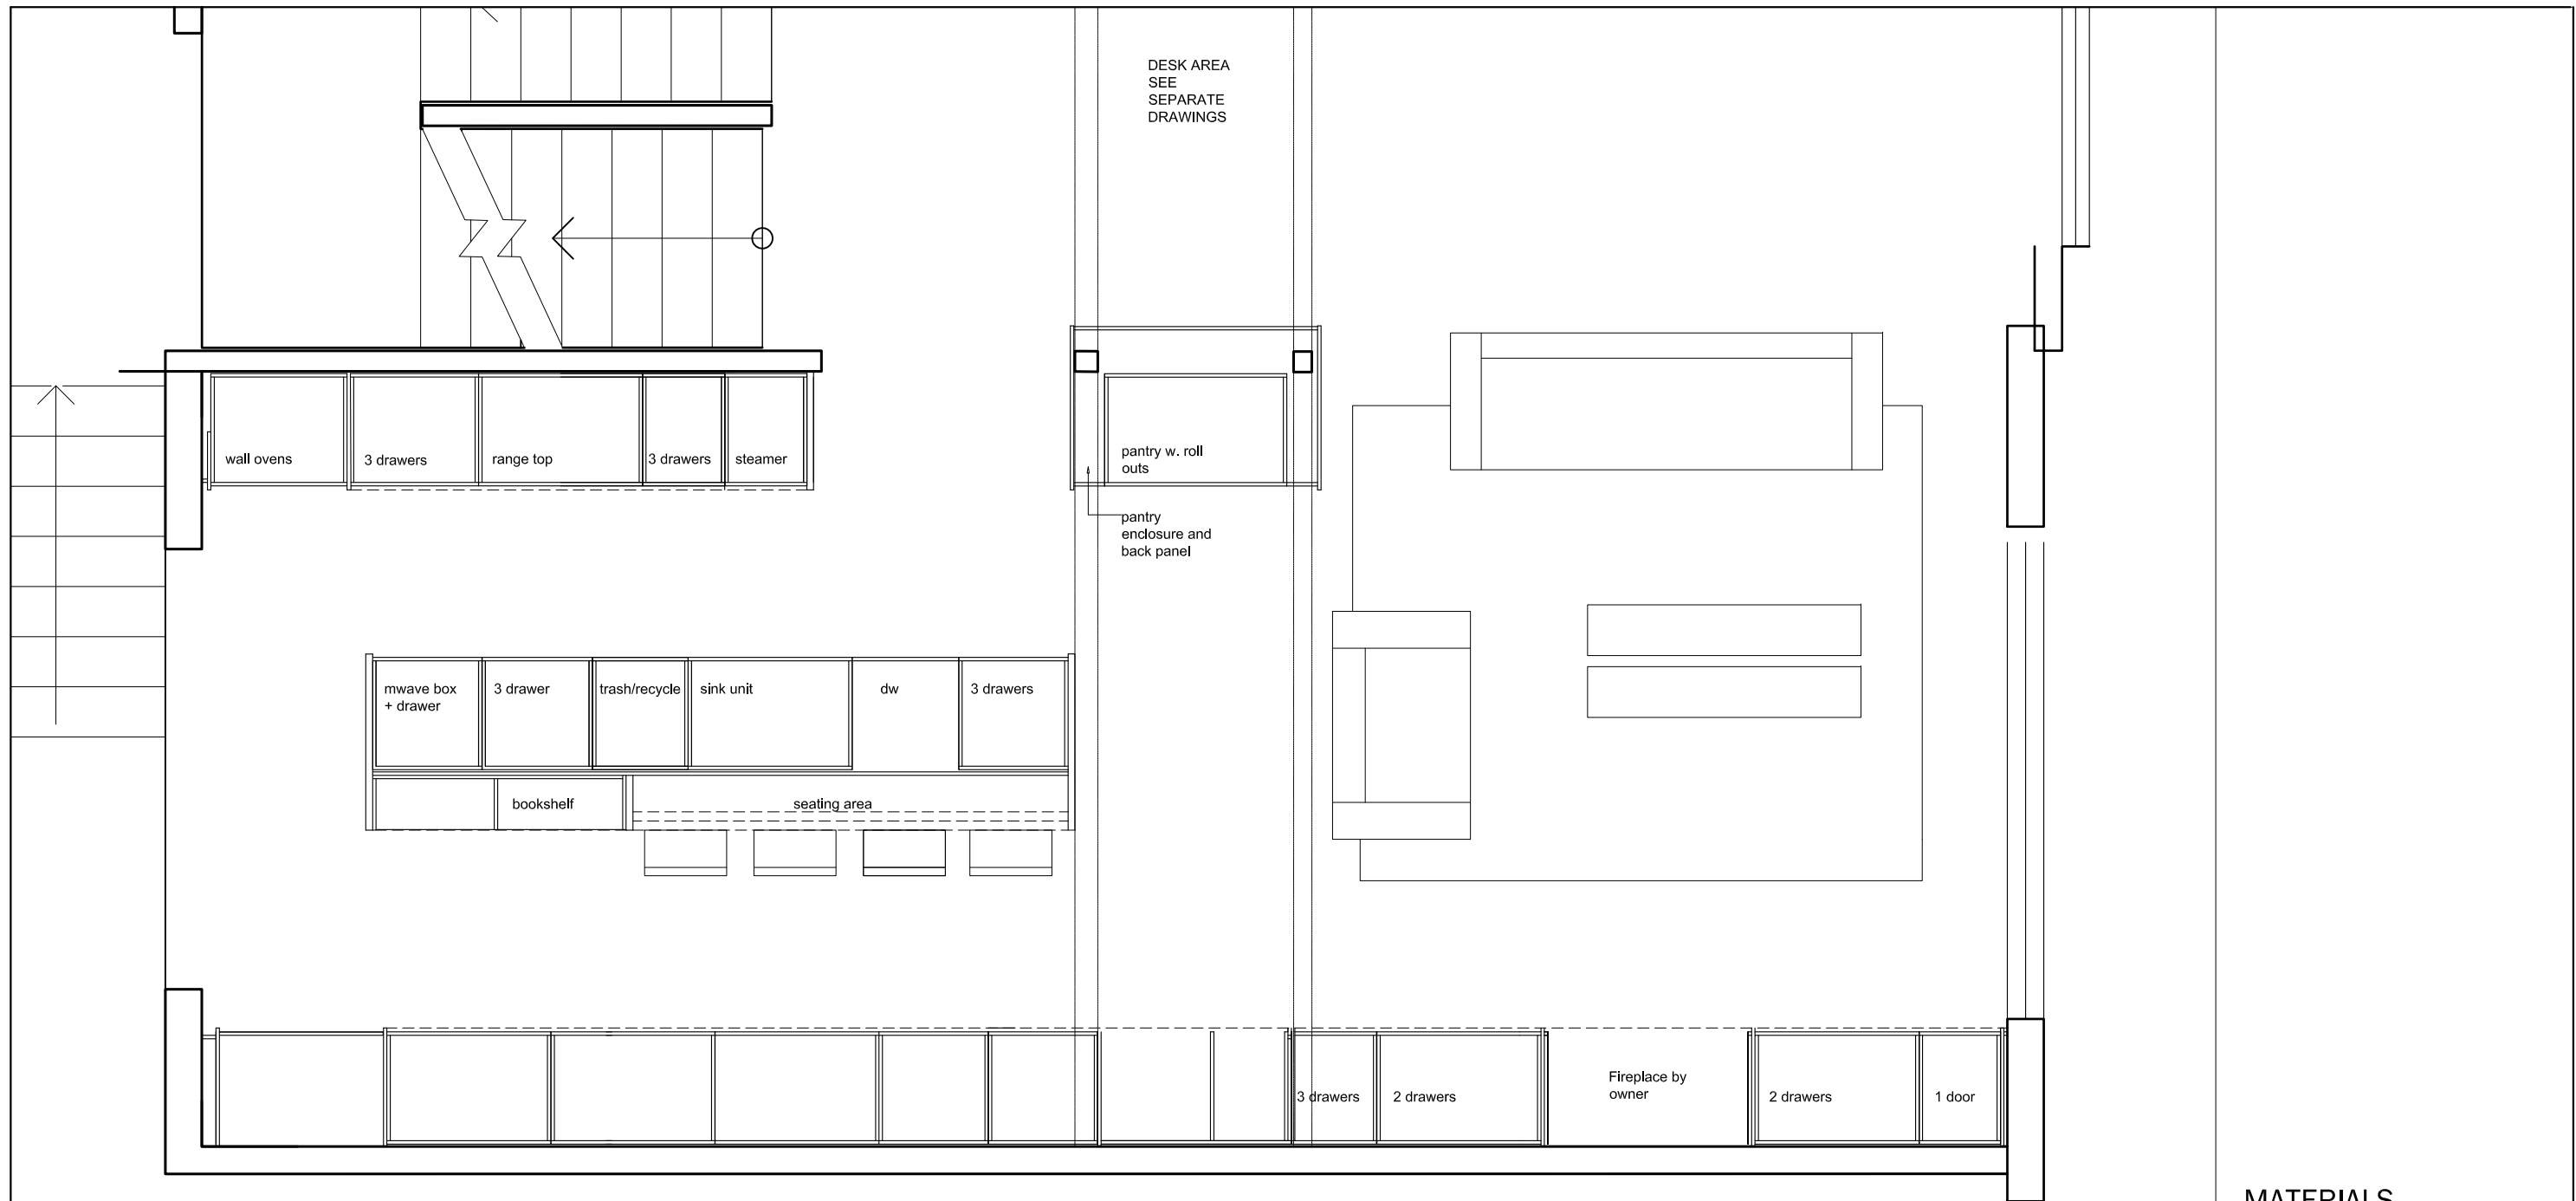 DESK AREA
SEE
SEPARATE
DRAWINGS
wall ovens
3 drawers
range top
3 drawers
steamer
pantry w. roll
outs
pantry
enclosure and
back panel
mwave box
+ drawer
3 drawer
trash/recycle
sink unit
dw
3 drawers
bookshelf
seating area
3 drawers
2 drawers
Fireplace by
owner
2 drawers
1 door
MATERIALS